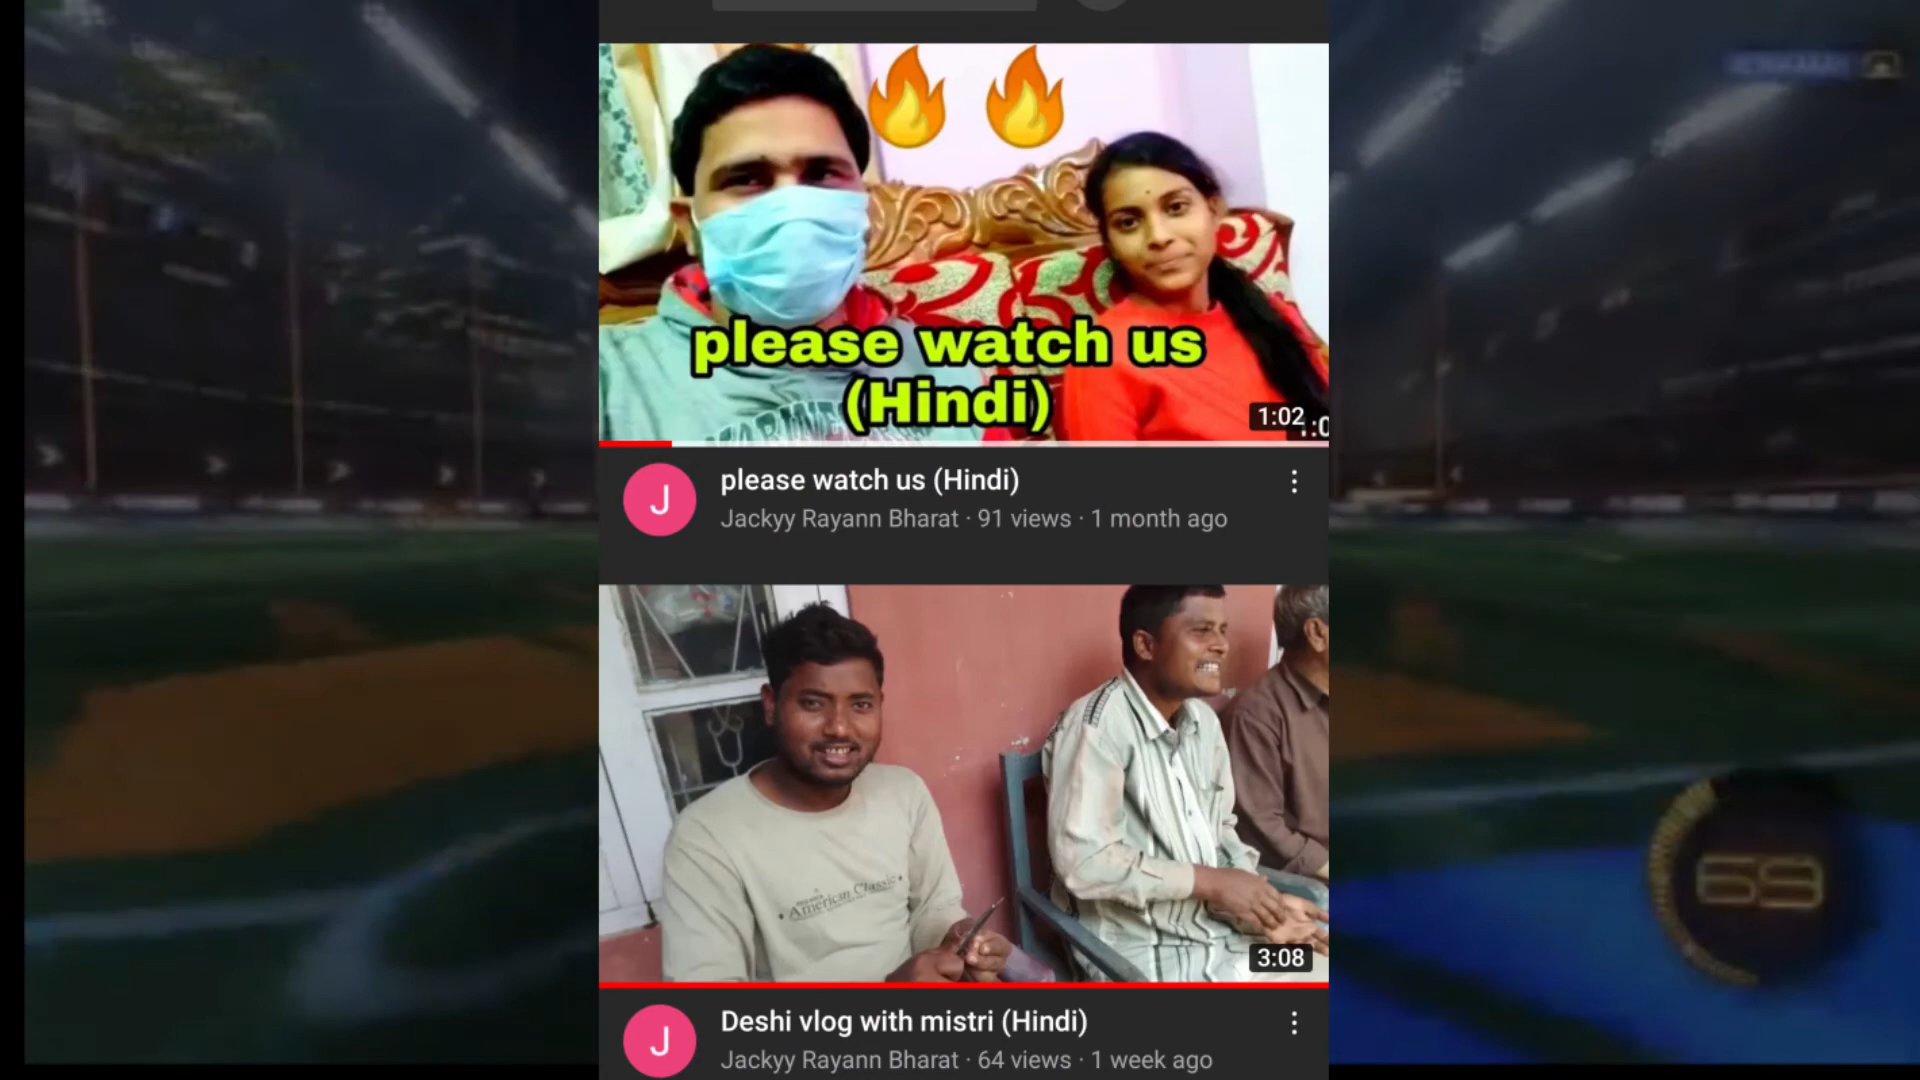 please watch us
(Hindi)
1:02
please watch us (Hindi)
Jackyy Rayann Bharat · 91 views · 1 month ago
American Classic
3:08
Deshi vlog with mistri (Hindi)
Jackyy Rayann Bharat · 64 views · 1 week ago
J
J
69